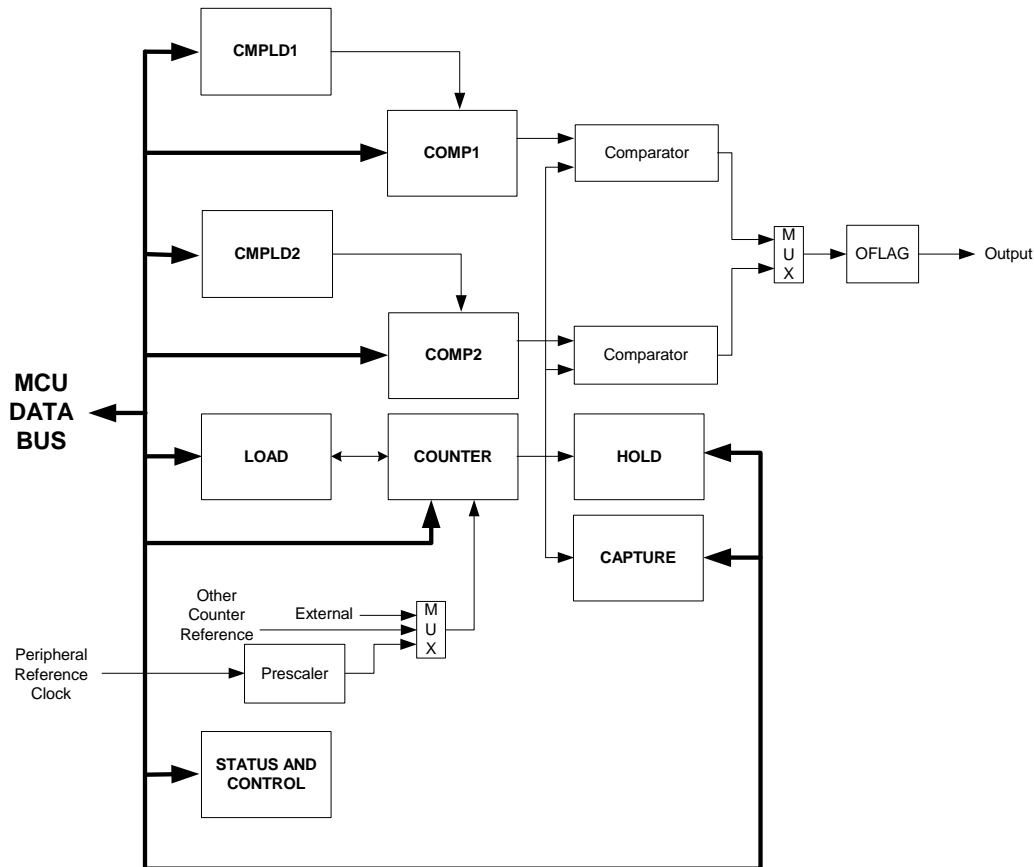 CMPLD1
COMP1
Comparator
CMPLD2
M
U
X
OFLAG
Output
COMP2
Comparator
MCU
DATA
BUS
LOAD
COUNTER
HOLD
CAPTURE
Other
Counter
Reference
External
M
U
X
Peripheral
Reference
Clock
Prescaler
STATUS AND
CONTROL